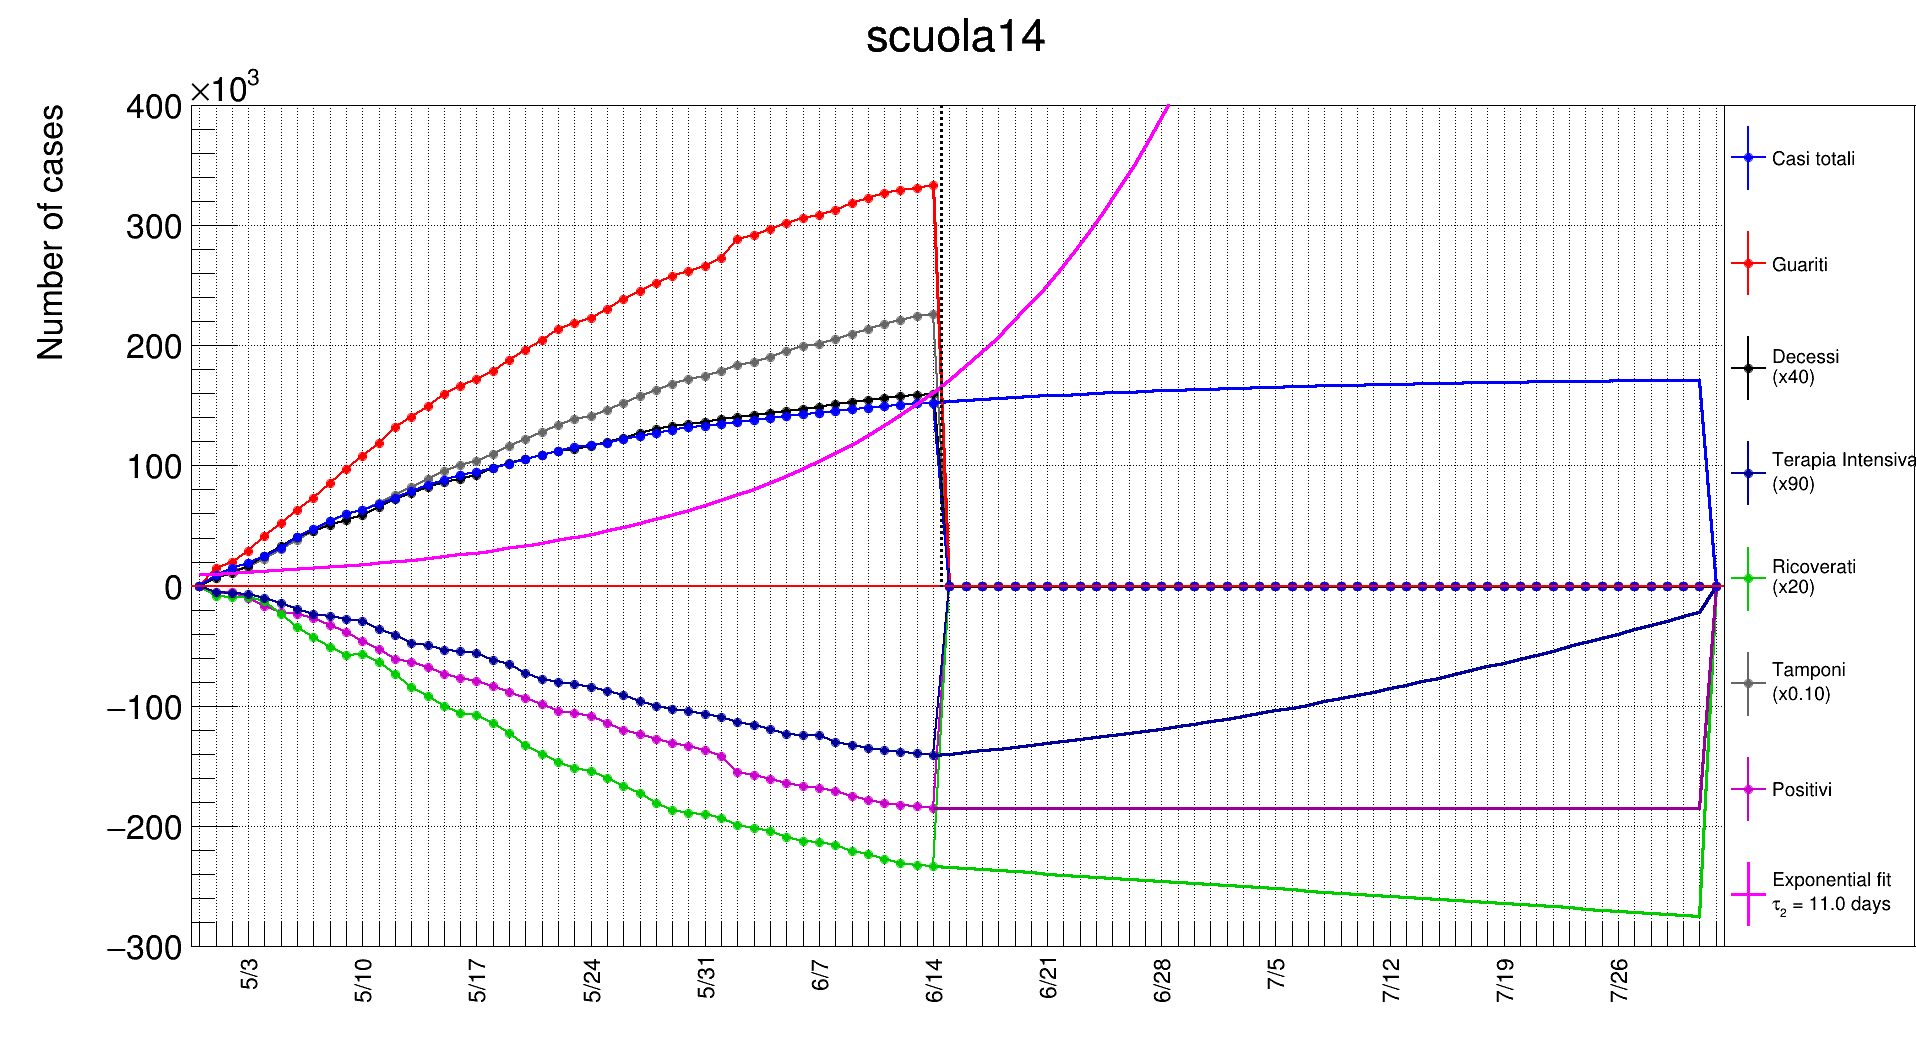 scuola14
×10³
Number of cases
400
300
200
100
0
−100
−200
−300
5/3
5/10
5/17
5/24
5/31
6/7
6/14
6/21
6/28
7/5
7/12
7/19
7/26
Casi totali
Guariti
Decessi
(x40)
Terapia Intensiva
(x90)
Ricoverati
(x20)
Tamponi
(x0.10)
Positivi
Exponential fit
τ₂ = 11.0 days